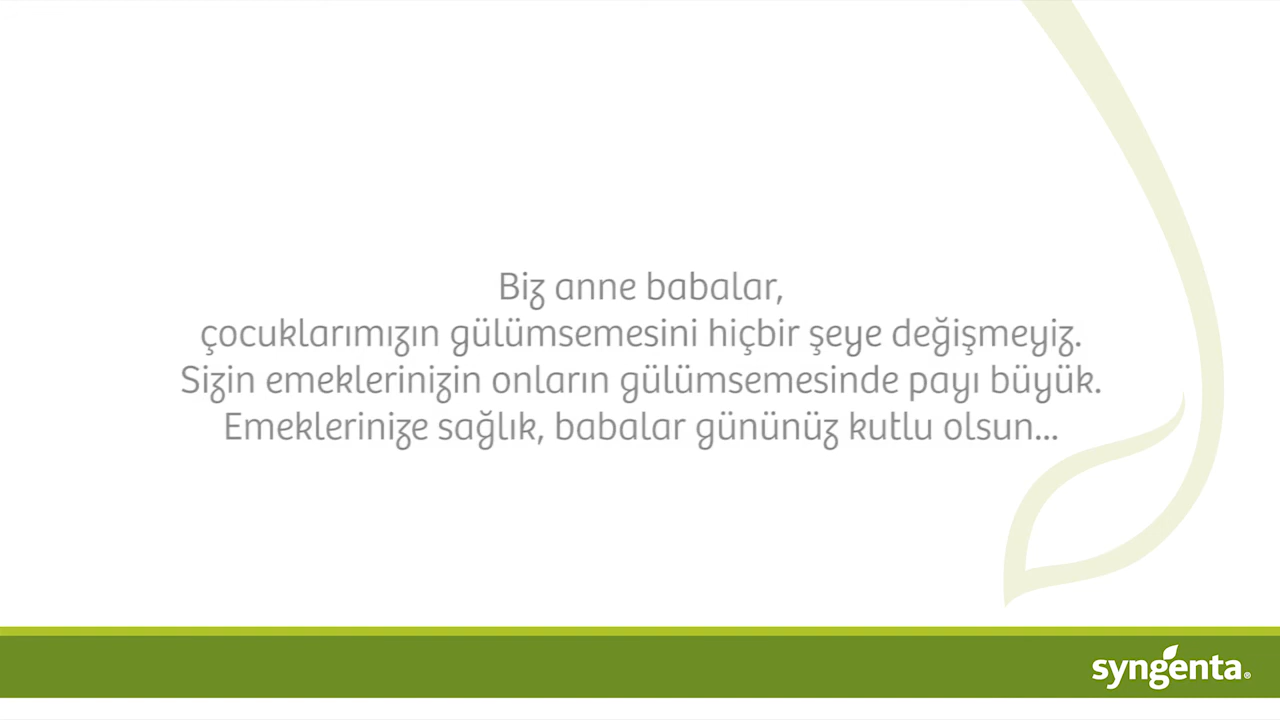 Biz anne babalar,
çocuklarımızın gülümsemesini hiçbir şeye değişmeyiz.
Sizin emeklerinizin onların gülümsemesinde payı büyük.
Emeklerinize sağlık, babalar gününüz kutlu olsun...
syngenta®